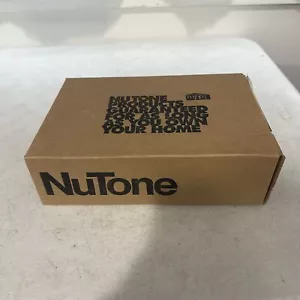 NUTONE
PRODUCTS
GUARANTEED
FOR AS LONG
AS YOU OWN
YOUR HOME
NuTone